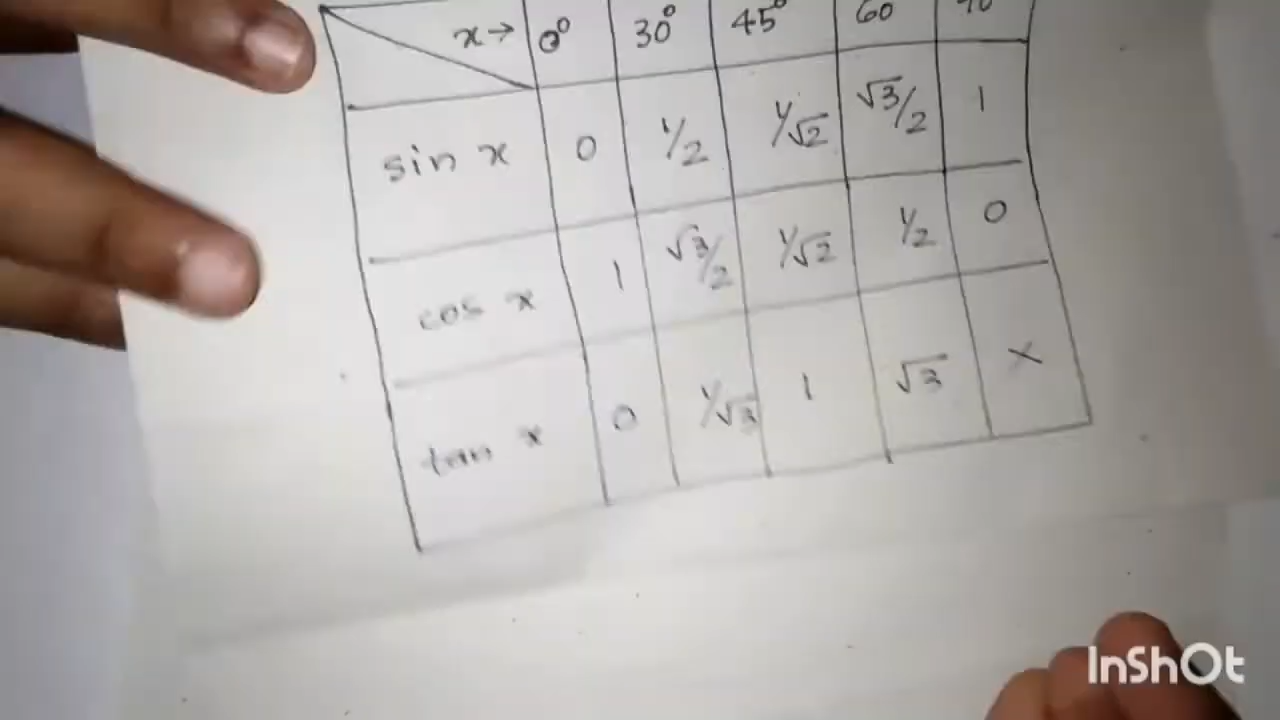 x→ 0° 30° 45° 60 90
sin x 0 1/2 1/√2 √3/2 1
cos x 1 √3/2 1/√2 1/2 0
tan x 0 1/√3 1 √3 ×
InShOt